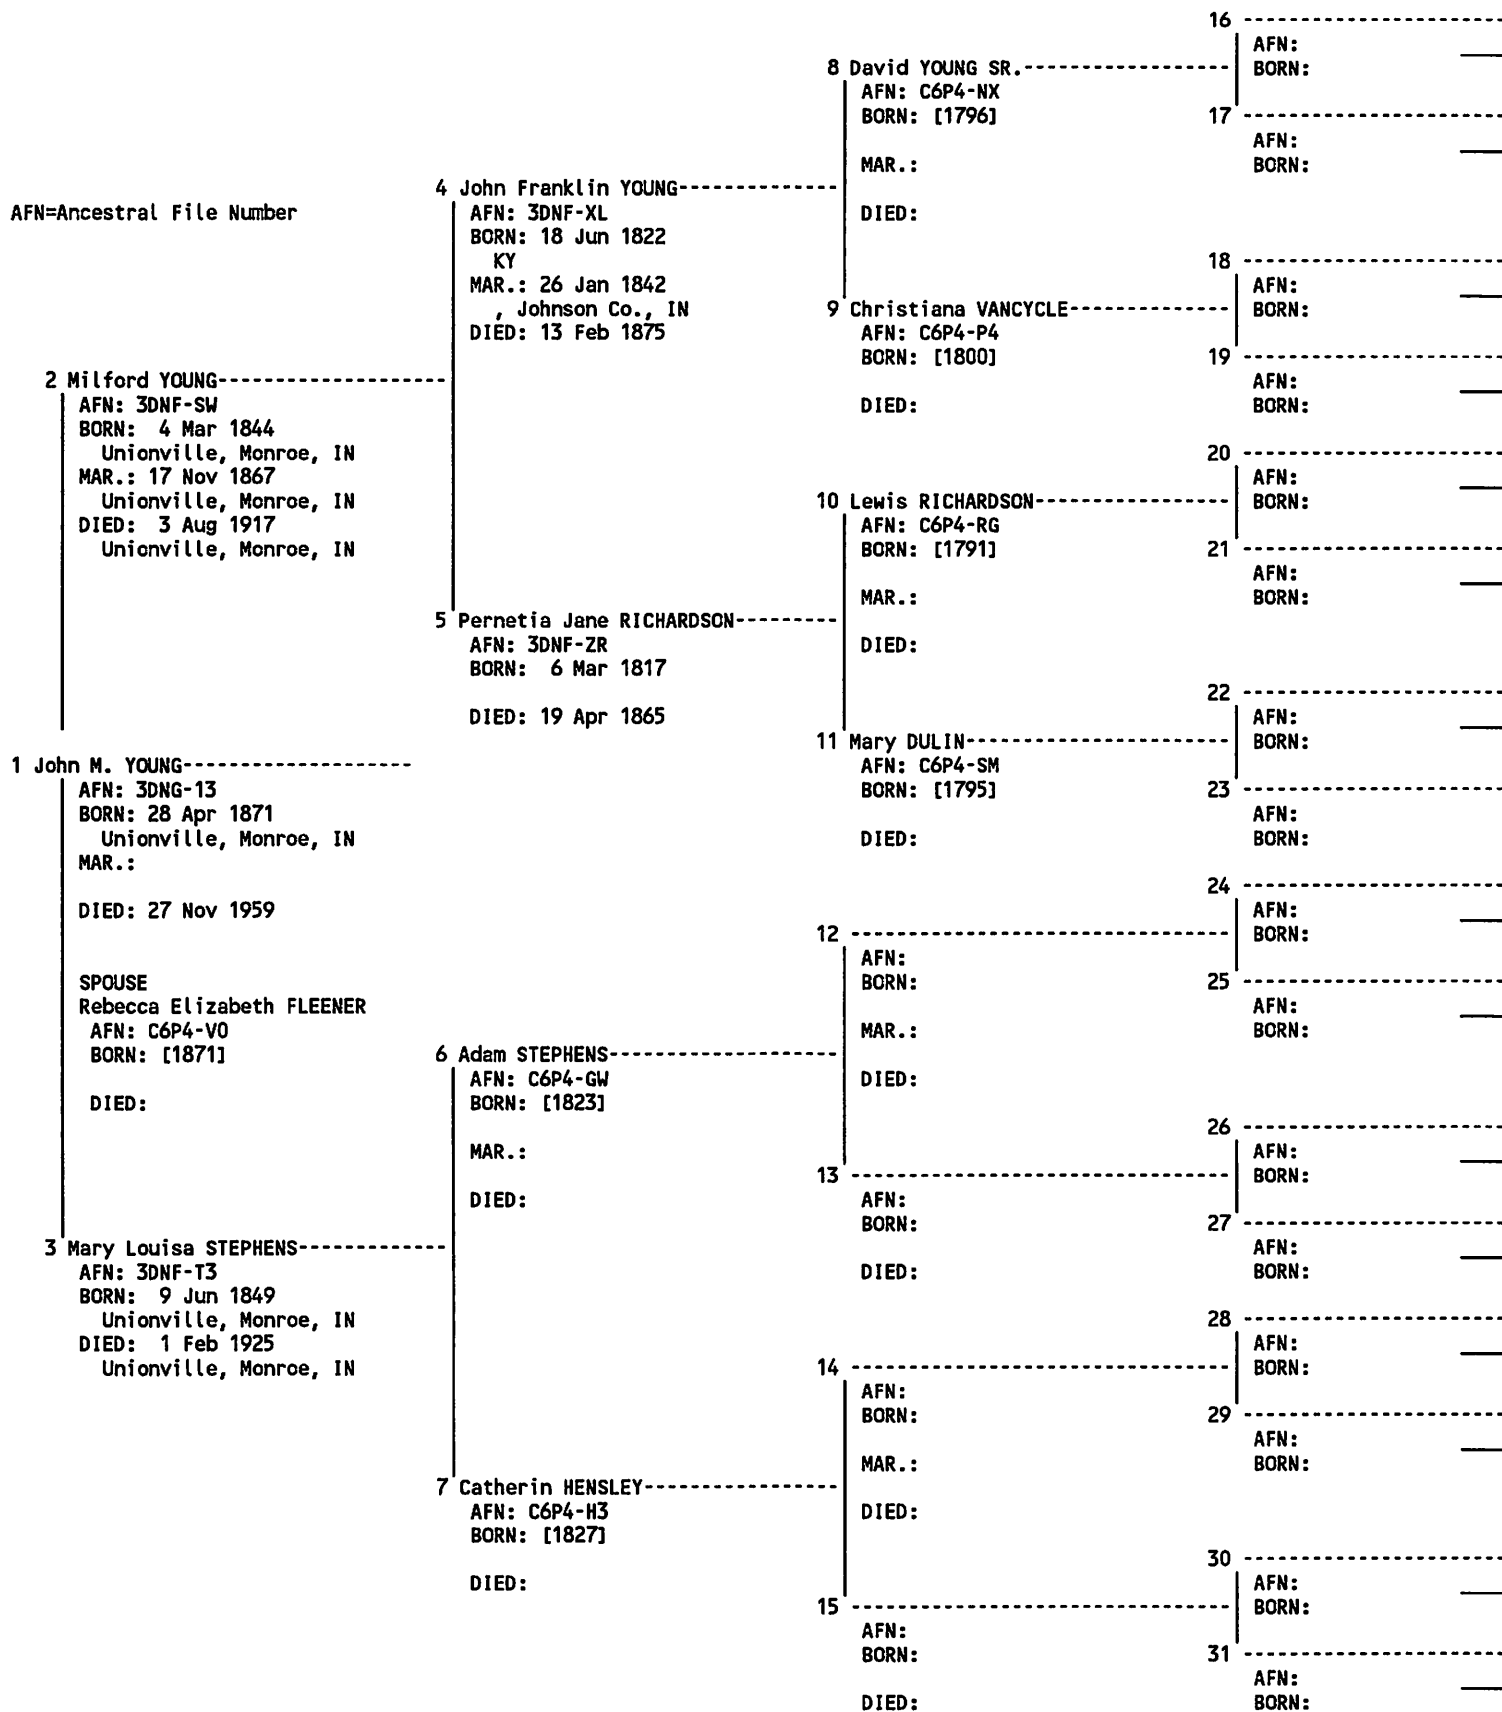 AFN=Ancestral File Number
1 John M. YOUNG
AFN: 3DNG-13
BORN: 28 Apr 1871
Unionville, Monroe, IN
MAR.:
DIED: 27 Nov 1959
SPOUSE
Rebecca Elizabeth FLEENER
AFN: C6P4-V0
BORN: [1871]
DIED:
2 Milford YOUNG
AFN: 3DNF-SW
BORN: 4 Mar 1844
Unionville, Monroe, IN
MAR.: 17 Nov 1867
Unionville, Monroe, IN
DIED: 3 Aug 1917
Unionville, Monroe, IN
3 Mary Louisa STEPHENS
AFN: 3DNF-T3
BORN: 9 Jun 1849
Unionville, Monroe, IN
DIED: 1 Feb 1925
Unionville, Monroe, IN
4 John Franklin YOUNG
AFN: 3DNF-XL
BORN: 18 Jun 1822
KY
MAR.: 26 Jan 1842
, Johnson Co., IN
DIED: 13 Feb 1875
5 Pernetia Jane RICHARDSON
AFN: 3DNF-ZR
BORN: 6 Mar 1817
DIED: 19 Apr 1865
6 Adam STEPHENS
AFN: C6P4-GW
BORN: [1823]
MAR.:
DIED:
7 Catherin HENSLEY
AFN: C6P4-H3
BORN: [1827]
DIED:
8 David YOUNG SR.
AFN: C6P4-NX
BORN: [1796]
MAR.:
DIED:
9 Christiana VANCYCLE
AFN: C6P4-P4
BORN: [1800]
DIED:
10 Lewis RICHARDSON
AFN: C6P4-RG
BORN: [1791]
MAR.:
DIED:
11 Mary DULIN
AFN: C6P4-SM
BORN: [1795]
DIED:
12
AFN:
BORN:
MAR.:
DIED:
13
AFN:
BORN:
DIED:
14
AFN:
BORN:
MAR.:
DIED:
15
AFN:
BORN:
DIED:
16
AFN:
BORN:
17
AFN:
BORN:
18
AFN:
BORN:
19
AFN:
BORN:
20
AFN:
BORN:
21
AFN:
BORN:
22
AFN:
BORN:
23
AFN:
BORN:
24
AFN:
BORN:
25
AFN:
BORN:
26
AFN:
BORN:
27
AFN:
BORN:
28
AFN:
BORN:
29
AFN:
BORN:
30
AFN:
BORN:
31
AFN:
BORN: